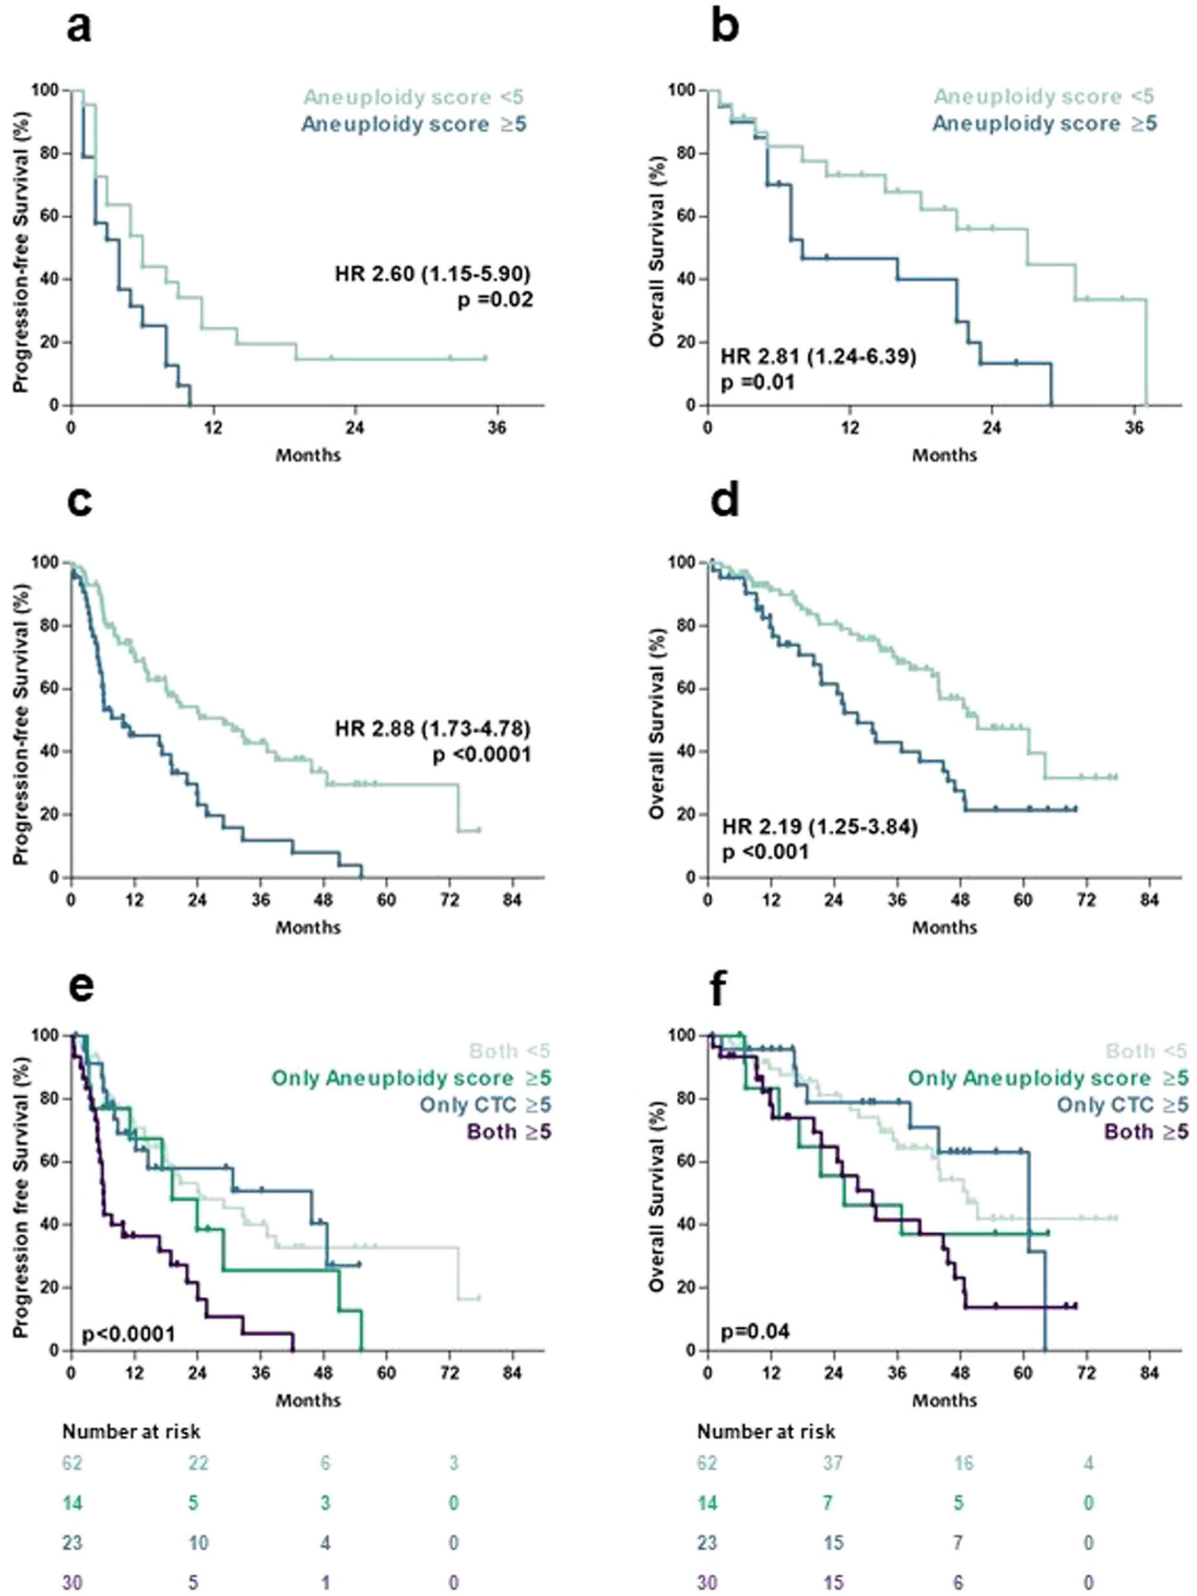 a
Progression-free Survival (%)
100
80
60
40
20
0
Aneuploidy score <5
Aneuploidy score ≥5
HR 2.60 (1.15-5.90)
p =0.02
0 12 24 36
Months
b
Overall Survival (%)
100
80
60
40
20
0
Aneuploidy score <5
Aneuploidy score ≥5
HR 2.81 (1.24-6.39)
p =0.01
0 12 24 36
Months
c
Progression-free Survival (%)
100
80
60
40
20
0
HR 2.88 (1.73-4.78)
p <0.0001
0 12 24 36 48 60 72 84
Months
d
Overall Survival (%)
100
80
60
40
20
0
HR 2.19 (1.25-3.84)
p <0.001
0 12 24 36 48 60 72 84
Months
e
Progression free Survival (%)
100
80
60
40
20
0
Both <5
Only Aneuploidy score ≥5
Only CTC ≥5
Both ≥5
p<0.0001
0 12 24 36 48 60 72 84
Months
Number at risk
62 22 6 3
14 5 3 0
23 10 4 0
30 5 1 0
f
Overall Survival (%)
100
80
60
40
20
0
Both <5
Only Aneuploidy score ≥5
Only CTC ≥5
Both ≥5
p=0.04
0 12 24 36 48 60 72 84
Months
Number at risk
62 37 16 4
14 7 5 0
23 15 7 0
30 15 6 0